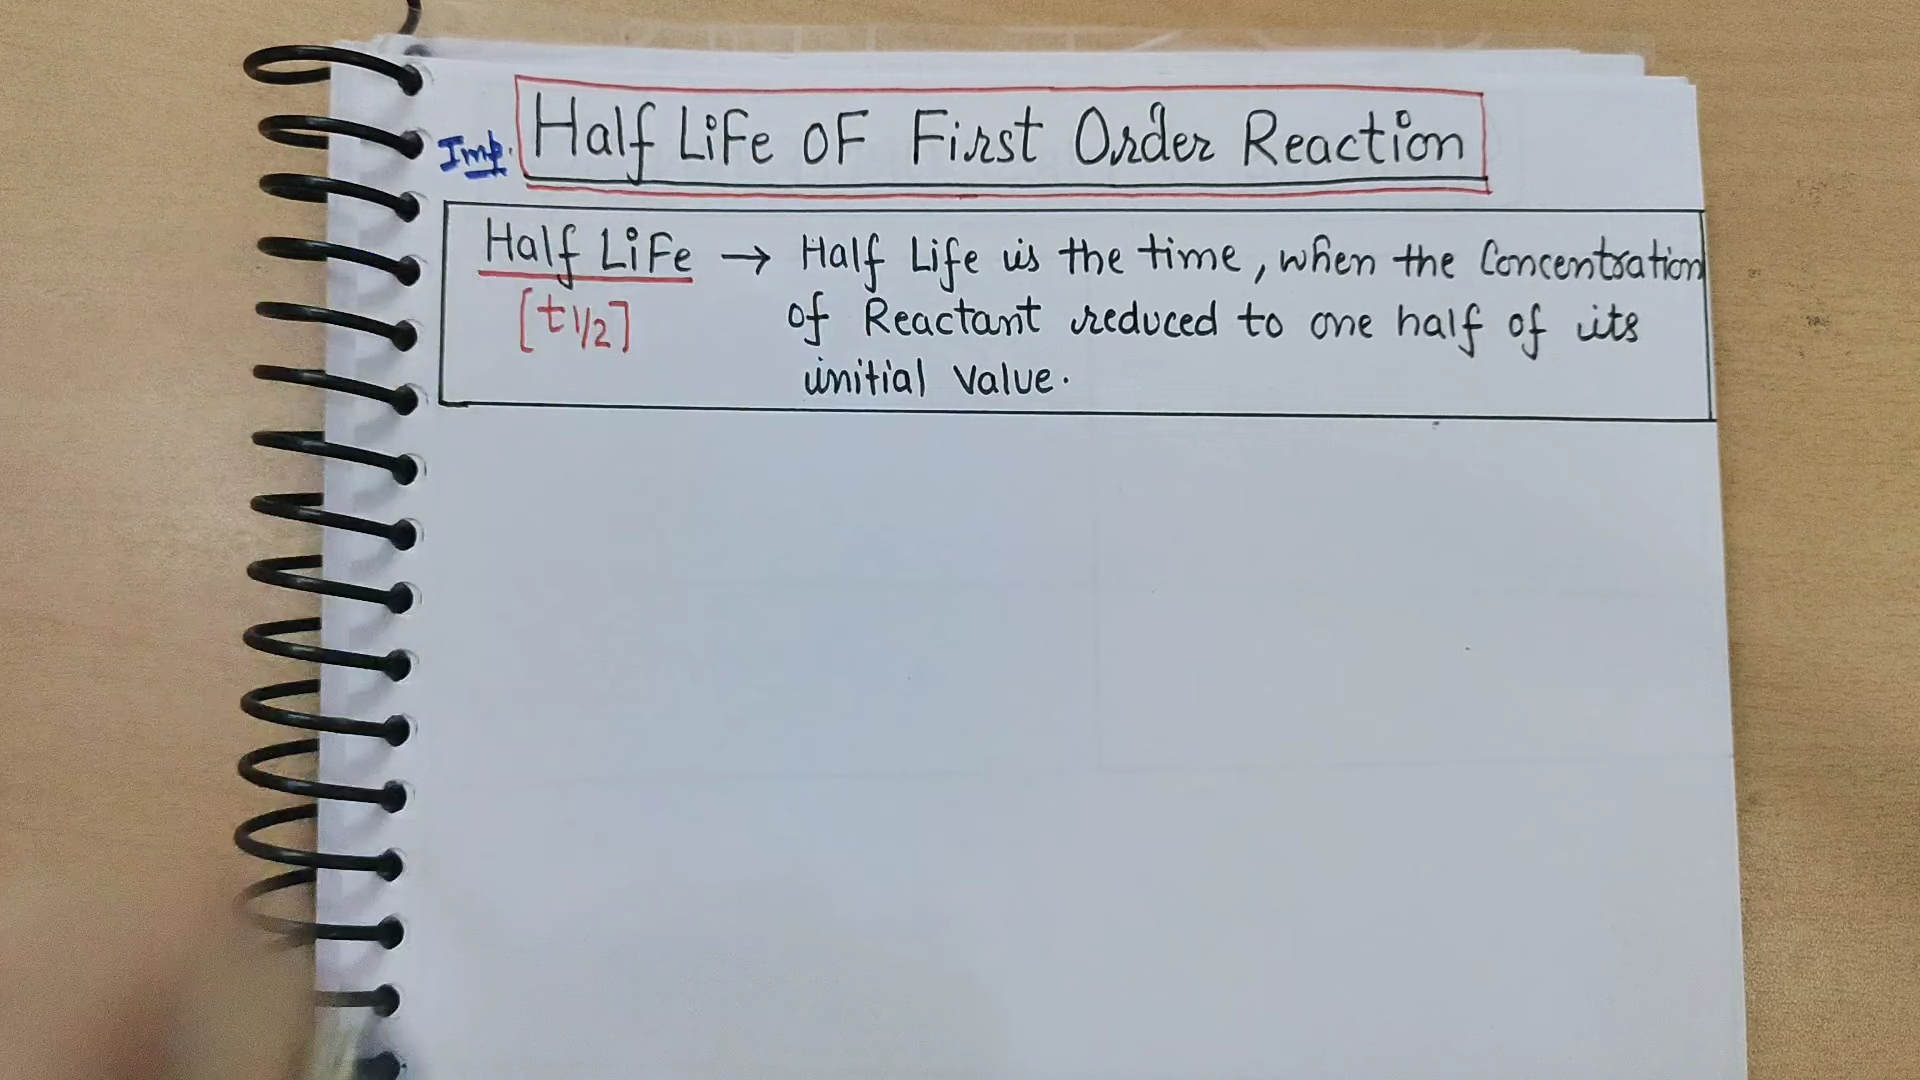 Imp. Half Life of First Order Reaction
Half Life → Half Life is the time, when the Concentration
[t1/2] of Reactant reduced to one half of its
initial value.